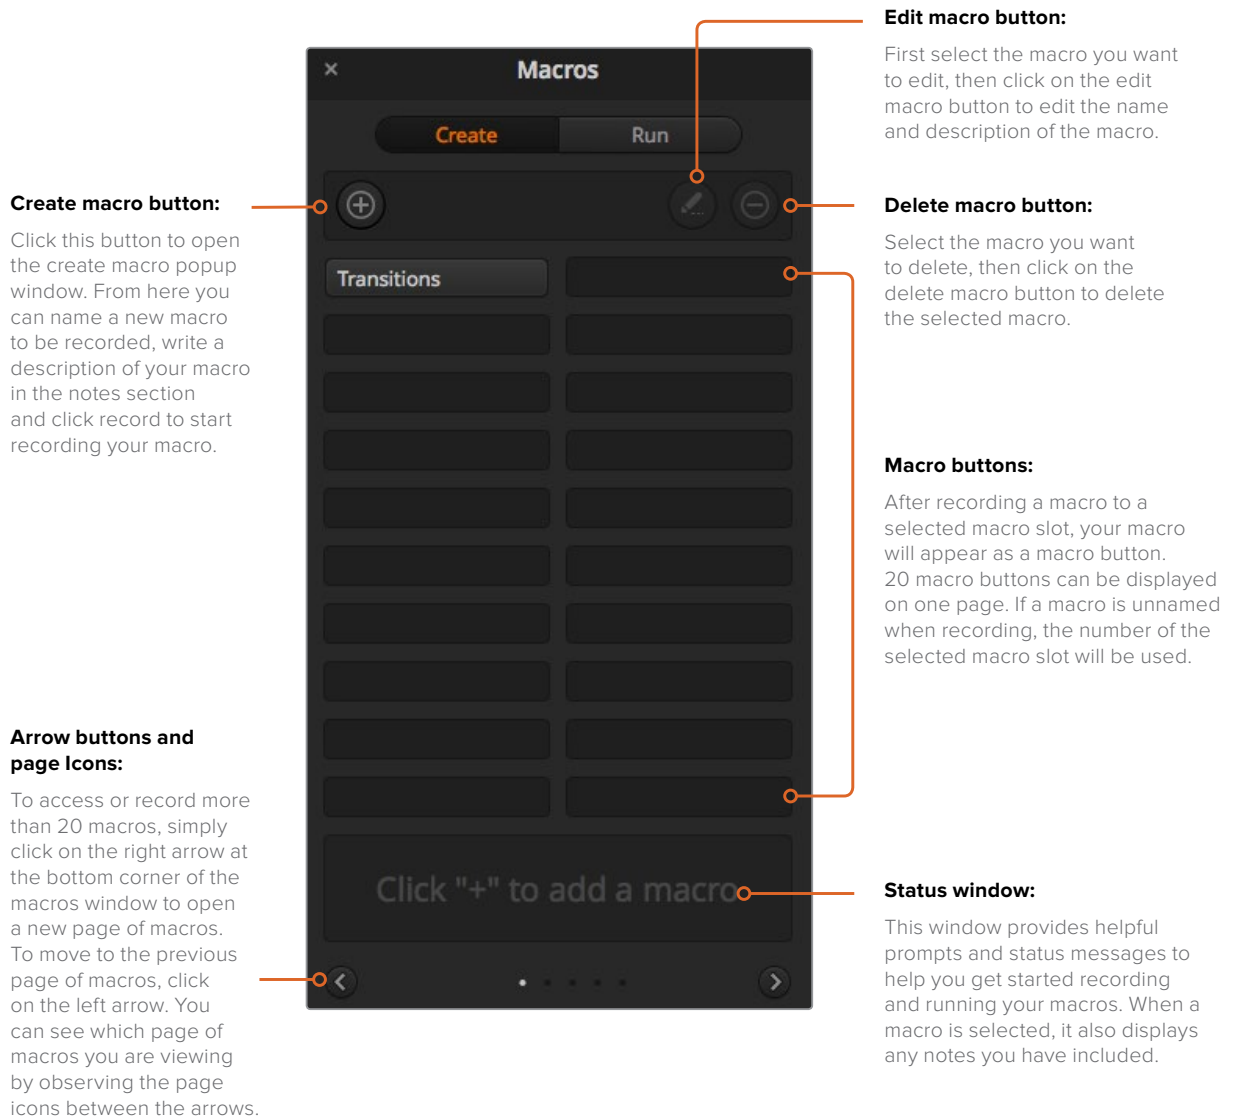 Edit macro button:
First select the macro you want
to edit, then click on the edit
macro button to edit the name
and description of the macro.
×
Macros
Create
Run
Create macro button:
Click this button to open
the create macro popup
window. From here you
can name a new macro
to be recorded, write a
description of your macro
in the notes section
and click record to start
recording your macro.
Delete macro button:
Select the macro you want
to delete, then click on the
delete macro button to delete
the selected macro.
Transitions
Macro buttons:
After recording a macro to a
selected macro slot, your macro
will appear as a macro button.
20 macro buttons can be displayed
on one page. If a macro is unnamed
when recording, the number of the
selected macro slot will be used.
Arrow buttons and
page Icons:
To access or record more
than 20 macros, simply
click on the right arrow at
the bottom corner of the
macros window to open
a new page of macros.
To move to the previous
page of macros, click
on the left arrow. You
can see which page of
macros you are viewing
by observing the page
icons between the arrows.
Click "+" to add a macro
Status window:
This window provides helpful
prompts and status messages to
help you get started recording
and running your macros. When a
macro is selected, it also displays
any notes you have included.